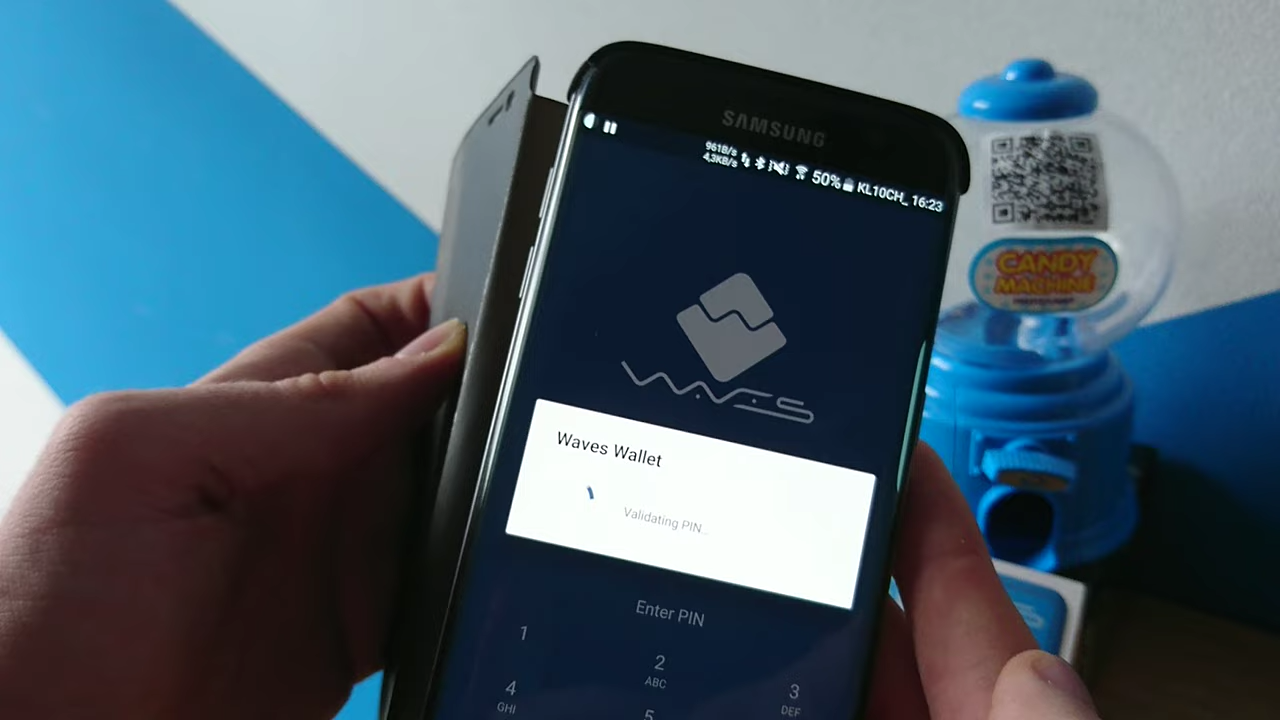 SAMSUNG
961B/s
4,3KB/s
50%
KL10CH_ 16:23
WAVES
Waves Wallet
Validating PIN...
Enter PIN
1
2
ABC
3
DEF
4
GHI
5
CANDY
MACHINE